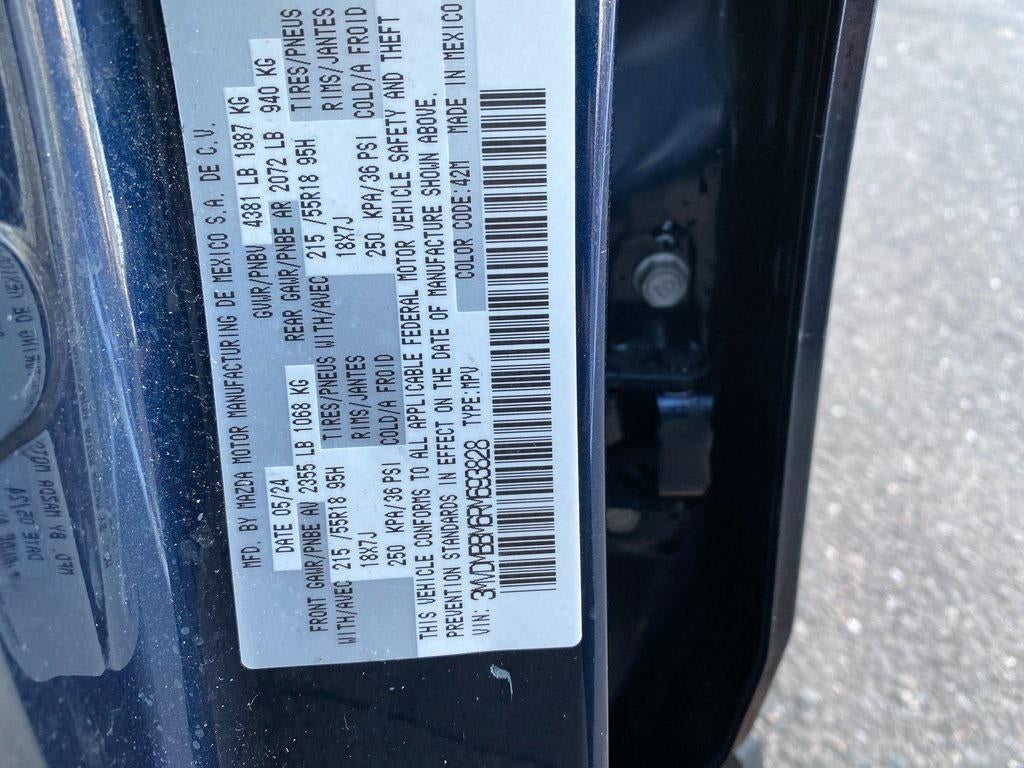 MFD. BY MAZDA MOTOR MANUFACTURING DE MEXICO S.A. DE C.V.
DATE 05/24 GVWR/PNBV 4381 LB 1987 KG
FRONT GAWR/PNBE AV 2355 LB 1068 KG REAR GAWR/PNBE AR 2072 LB 940 KG
WITH/AVEC 215 /55R18 95H TIRES/PNEUS WITH/AVEC 215 /55R18 95H TIRES/PNEUS
18X7J RIMS/JANTES 18X7J RIMS/JANTES
250 KPA/36 PSI COLD/A FROID 250 KPA/36 PSI COLD/A FROID
THIS VEHICLE CONFORMS TO ALL APPLICABLE FEDERAL MOTOR VEHICLE SAFETY AND THEFT
PREVENTION STANDARDS IN EFFECT ON THE DATE OF MANUFACTURE SHOWN ABOVE.
COLOR CODE:42M MADE IN MEXICO
VIN: 3MVDMBBM6RM693828 TYPE:MPV